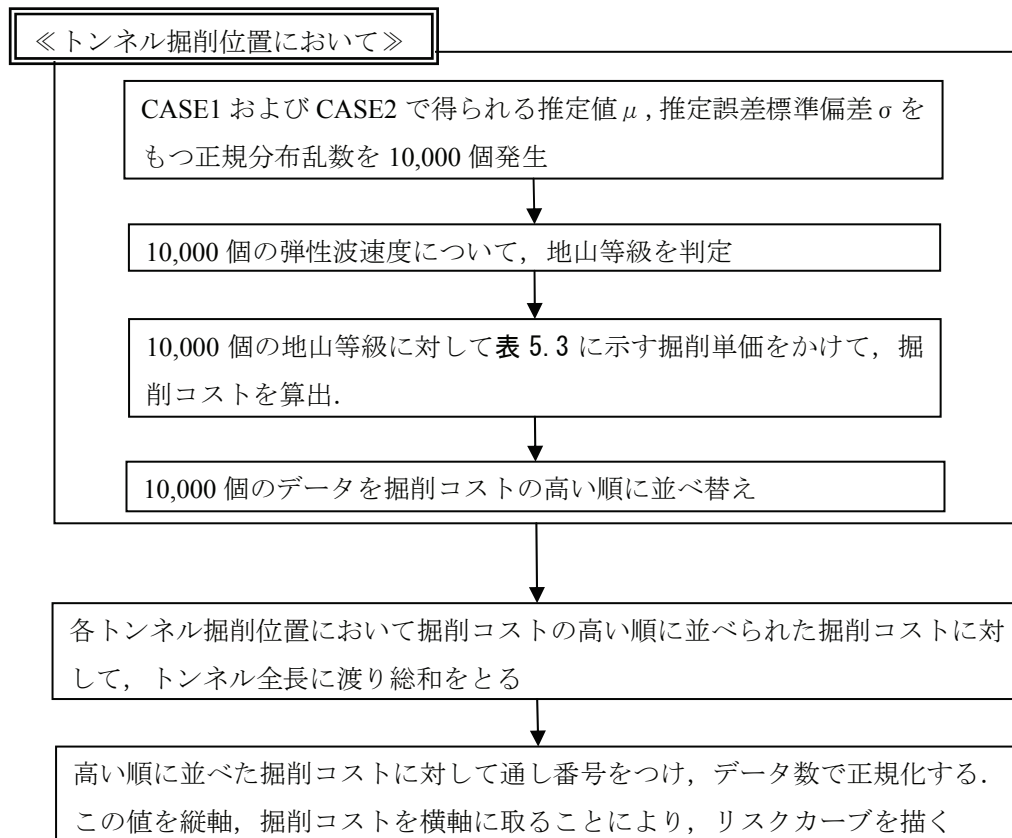 ≪トンネル掘削位置において≫
CASE1 および CASE2 で得られる推定値μ，推定誤差標準偏差σを
もつ正規分布乱数を 10,000 個発生
10,000 個の弾性波速度について，地山等級を判定
10,000 個の地山等級に対して表 5.3 に示す掘削単価をかけて，掘
削コストを算出．
10,000 個のデータを掘削コストの高い順に並べ替え
各トンネル掘削位置において掘削コストの高い順に並べられた掘削コストに対
して，トンネル全長に渡り総和をとる
高い順に並べた掘削コストに対して通し番号をつけ，データ数で正規化する．
この値を縦軸，掘削コストを横軸に取ることにより，リスクカーブを描く